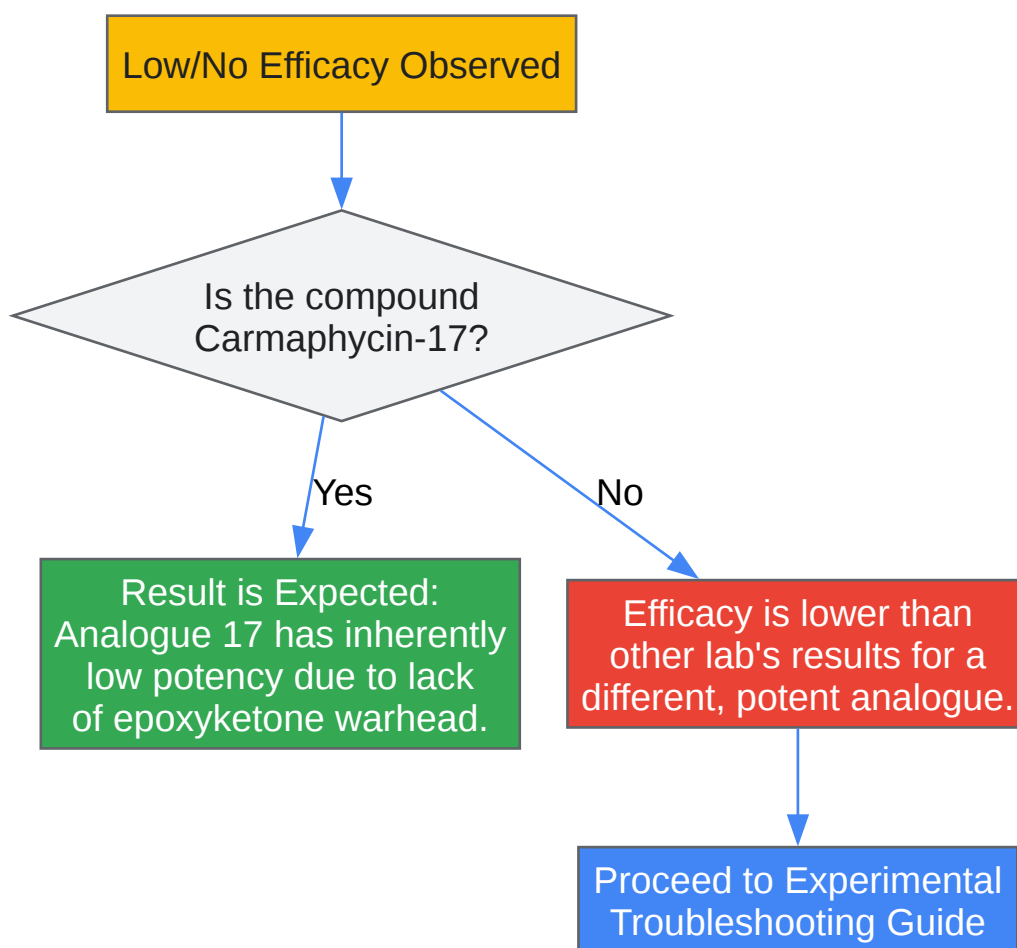 Low/No Efficacy Observed
Is the compound
Carmaphycin-17?
Yes
No
Result is Expected:
Analogue 17 has inherently
low potency due to lack
of epoxyketone warhead.
Efficacy is lower than
other lab's results for a
different, potent analogue.
Proceed to Experimental
Troubleshooting Guide